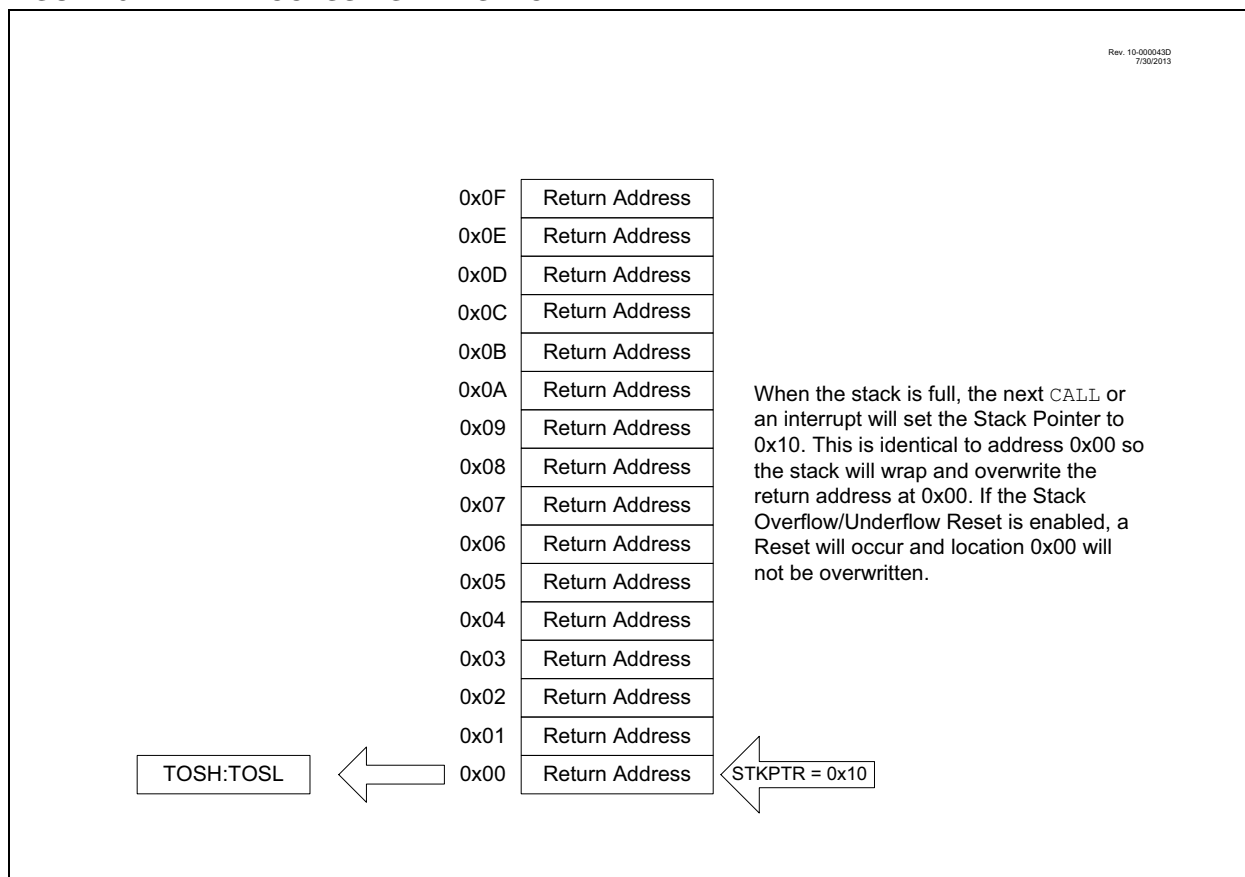 Rev. 10-000043D
7/30/2013
0x0F Return Address
0x0E Return Address
0x0D Return Address
0x0C Return Address
0x0B Return Address
0x0A Return Address
0x09 Return Address
0x08 Return Address
0x07 Return Address
0x06 Return Address
0x05 Return Address
0x04 Return Address
0x03 Return Address
0x02 Return Address
0x01 Return Address
TOSH:TOSL 0x00 Return Address STKPTR = 0x10
When the stack is full, the next CALL or
an interrupt will set the Stack Pointer to
0x10. This is identical to address 0x00 so
the stack will wrap and overwrite the
return address at 0x00. If the Stack
Overflow/Underflow Reset is enabled, a
Reset will occur and location 0x00 will
not be overwritten.